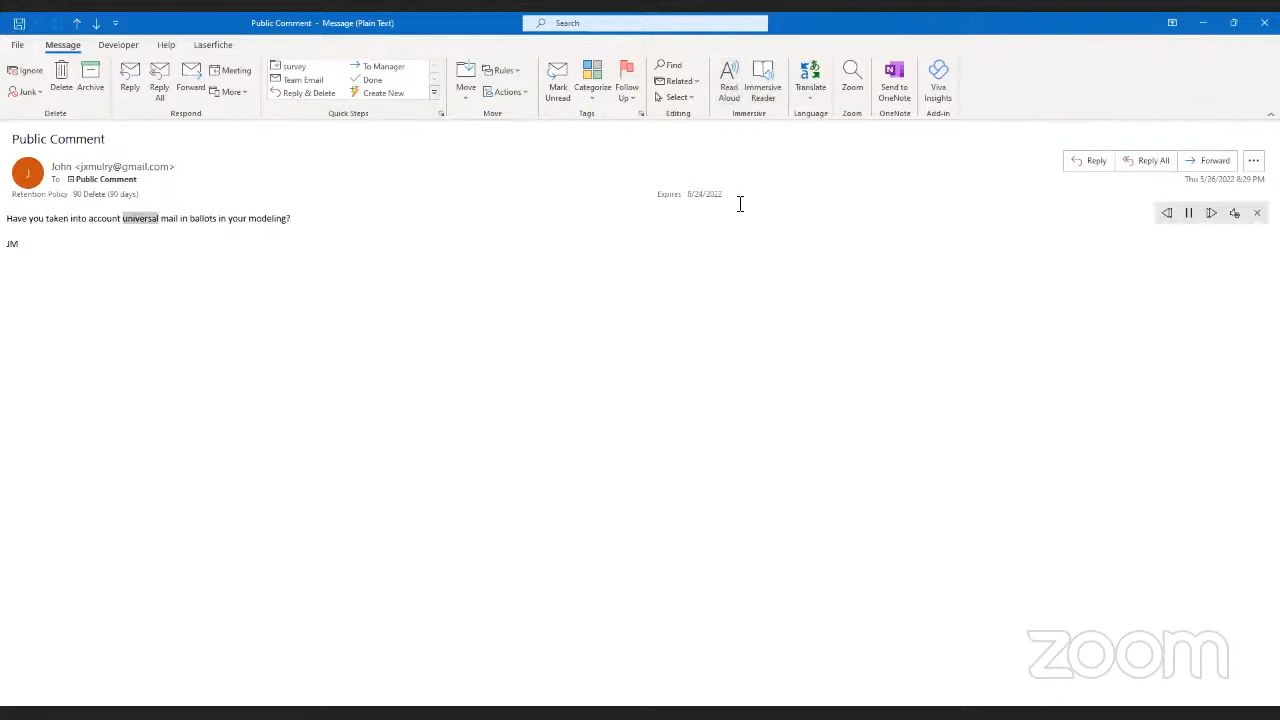 Public Comment - Message (Plain Text)
Search
File Message Developer Help Laserfiche
Ignore
Junk
Delete
Archive
Delete
Reply
Reply All
Forward
Meeting
More
Respond
survey
Team Email
Reply & Delete
To Manager
Done
Create New
Quick Steps
Move
Rules
Actions
Move
Mark Unread
Categorize
Follow Up
Tags
Find
Related
Select
Editing
Read Aloud
Immersive Reader
Immersive
Translate
Language
Zoom
Zoom
Send to OneNote
OneNote
Viva Insights
Add-in
Public Comment
J
John <jxmulry@gmail.com>
To Public Comment
Retention Policy 90 Delete (90 days)
Expires 8/24/2022
Reply Reply All Forward
Thu 5/26/2022 8:29 PM
Have you taken into account universal mail in ballots in your modeling?
JM
zoom